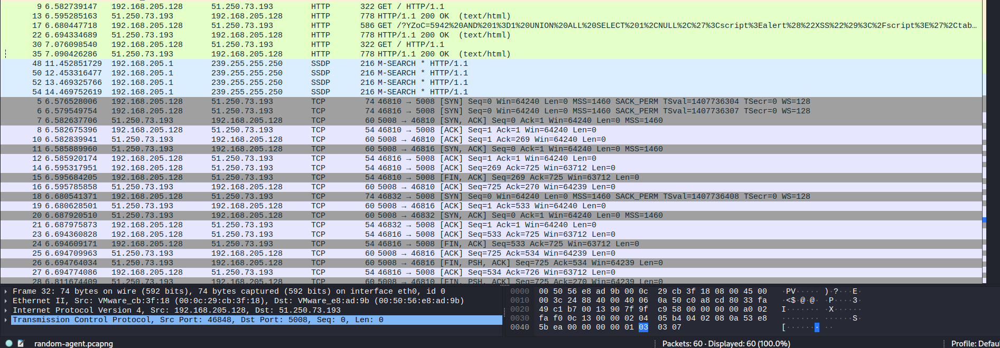 9 6.582739147 192.168.205.128 51.250.73.193 HTTP 322 GET / HTTP/1.1
13 6.595285163 51.250.73.193 192.168.205.128 HTTP 778 HTTP/1.1 200 OK (text/html)
17 6.680447718 192.168.205.128 51.250.73.193 HTTP 586 GET /?YZoC=5942%20AND%201%3D1%20UNION%20ALL%20SELECT%201%2CNULL%2C%27%3Cscript%3Ealert%28%22XSS%22%29%3C%2Fscript%3E%27%2Ctab…
22 6.694334689 51.250.73.193 192.168.205.128 HTTP 778 HTTP/1.1 200 OK (text/html)
30 7.076098540 192.168.205.128 51.250.73.193 HTTP 322 GET / HTTP/1.1
35 7.090426286 51.250.73.193 192.168.205.128 HTTP 778 HTTP/1.1 200 OK (text/html)
48 11.452851729 192.168.205.1 239.255.255.250 SSDP 216 M-SEARCH * HTTP/1.1
50 12.453316477 192.168.205.1 239.255.255.250 SSDP 216 M-SEARCH * HTTP/1.1
52 13.469325766 192.168.205.1 239.255.255.250 SSDP 216 M-SEARCH * HTTP/1.1
54 14.469752619 192.168.205.1 239.255.255.250 SSDP 216 M-SEARCH * HTTP/1.1
5 6.576528006 192.168.205.128 51.250.73.193 TCP 74 46810 → 5008 [SYN] Seq=0 Win=64240 Len=0 MSS=1460 SACK_PERM TSval=1407736304 TSecr=0 WS=128
6 6.579549754 192.168.205.128 51.250.73.193 TCP 74 46816 → 5008 [SYN] Seq=0 Win=64240 Len=0 MSS=1460 SACK_PERM TSval=1407736307 TSecr=0 WS=128
7 6.582637706 51.250.73.193 192.168.205.128 TCP 60 5008 → 46810 [SYN, ACK] Seq=0 Ack=1 Win=64240 Len=0 MSS=1460
8 6.582675396 192.168.205.128 51.250.73.193 TCP 54 46810 → 5008 [ACK] Seq=1 Ack=1 Win=64240 Len=0
10 6.582839941 51.250.73.193 192.168.205.128 TCP 60 5008 → 46810 [ACK] Seq=1 Ack=269 Win=64240 Len=0
11 6.585889960 51.250.73.193 192.168.205.128 TCP 60 5008 → 46816 [SYN, ACK] Seq=0 Ack=1 Win=64240 Len=0 MSS=1460
12 6.585920174 192.168.205.128 51.250.73.193 TCP 54 46816 → 5008 [ACK] Seq=1 Ack=1 Win=64240 Len=0
14 6.595317951 192.168.205.128 51.250.73.193 TCP 54 46810 → 5008 [ACK] Seq=269 Ack=725 Win=63712 Len=0
15 6.595684205 192.168.205.128 51.250.73.193 TCP 54 46810 → 5008 [FIN, ACK] Seq=269 Ack=725 Win=63712 Len=0
16 6.595785858 51.250.73.193 192.168.205.128 TCP 60 5008 → 46810 [ACK] Seq=725 Ack=270 Win=64239 Len=0
18 6.680541371 192.168.205.128 51.250.73.193 TCP 74 46832 → 5008 [SYN] Seq=0 Win=64240 Len=0 MSS=1460 SACK_PERM TSval=1407736408 TSecr=0 WS=128
19 6.680628501 51.250.73.193 192.168.205.128 TCP 60 5008 → 46816 [ACK] Seq=1 Ack=533 Win=64240 Len=0
20 6.687920510 51.250.73.193 192.168.205.128 TCP 60 5008 → 46832 [SYN, ACK] Seq=0 Ack=1 Win=64240 Len=0 MSS=1460
21 6.687975873 192.168.205.128 51.250.73.193 TCP 54 46832 → 5008 [ACK] Seq=1 Ack=1 Win=64240 Len=0
23 6.694360828 192.168.205.128 51.250.73.193 TCP 54 46816 → 5008 [ACK] Seq=533 Ack=725 Win=63712 Len=0
24 6.694609171 192.168.205.128 51.250.73.193 TCP 54 46816 → 5008 [FIN, ACK] Seq=533 Ack=725 Win=63712 Len=0
25 6.694709963 51.250.73.193 192.168.205.128 TCP 60 5008 → 46816 [ACK] Seq=725 Ack=534 Win=64239 Len=0
26 6.694764034 51.250.73.193 192.168.205.128 TCP 60 5008 → 46816 [FIN, PSH, ACK] Seq=725 Ack=534 Win=64239 Len=0
27 6.694774086 192.168.205.128 51.250.73.193 TCP 54 46816 → 5008 [ACK] Seq=534 Ack=726 Win=63712 Len=0
28 6.811674409 51.250.73.193 192.168.205.128 TCP 60 5008 → 46810 [FIN, PSH, ACK] Seq=725 Ack=270 Win=64239 Len=0
Frame 32: 74 bytes on wire (592 bits), 74 bytes captured (592 bits) on interface eth0, id 0
Ethernet II, Src: VMware_cb:3f:18 (00:0c:29:cb:3f:18), Dst: VMware_e8:ad:9b (00:50:56:e8:ad:9b)
Internet Protocol Version 4, Src: 192.168.205.128, Dst: 51.250.73.193
Transmission Control Protocol, Src Port: 46848, Dst Port: 5008, Seq: 0, Len: 0
0000 00 50 56 e8 ad 9b 00 0c 29 cb 3f 18 08 00 45 00 ·PV····· )·?···E·
0010 00 3c 24 88 40 00 40 06 0a 50 c0 a8 cd 80 33 fa ·<$·@·@· ·P····3·
0020 49 c1 b7 00 13 90 7f 9f c9 58 00 00 00 00 a0 02 I······· ·X······
0030 fa f0 0c 13 00 00 02 04 05 b4 04 02 08 0a 53 e8 ········ ······S·
0040 5b ea 00 00 00 00 01 03 03 07 [······· ··
random-agent.pcapng
Packets: 60 · Displayed: 60 (100.0%)
Profile: Defau